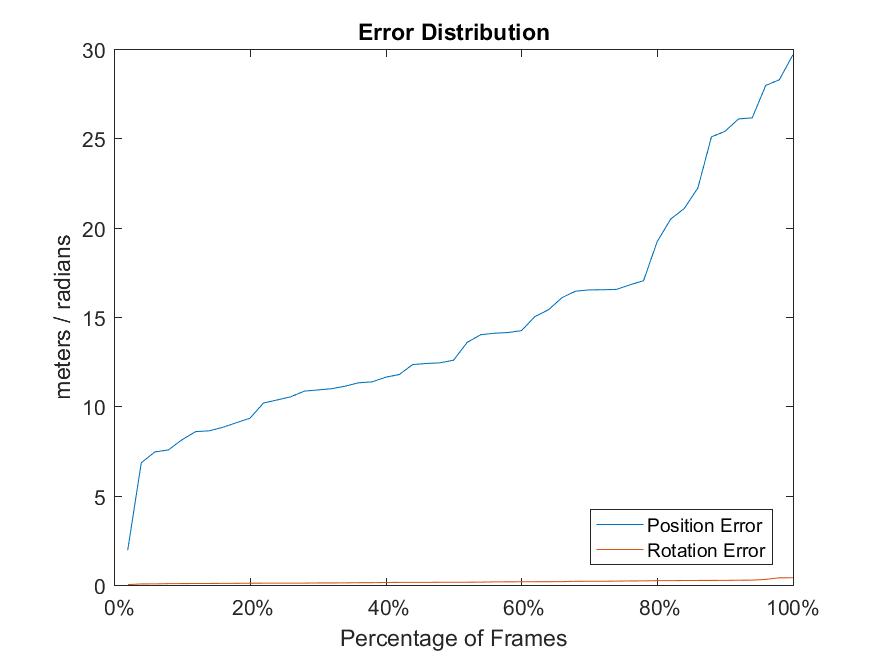 Error Distribution
30
25
20
15
10
5
0
meters / radians
Position Error
Rotation Error
0% 20% 40% 60% 80% 100%
Percentage of Frames